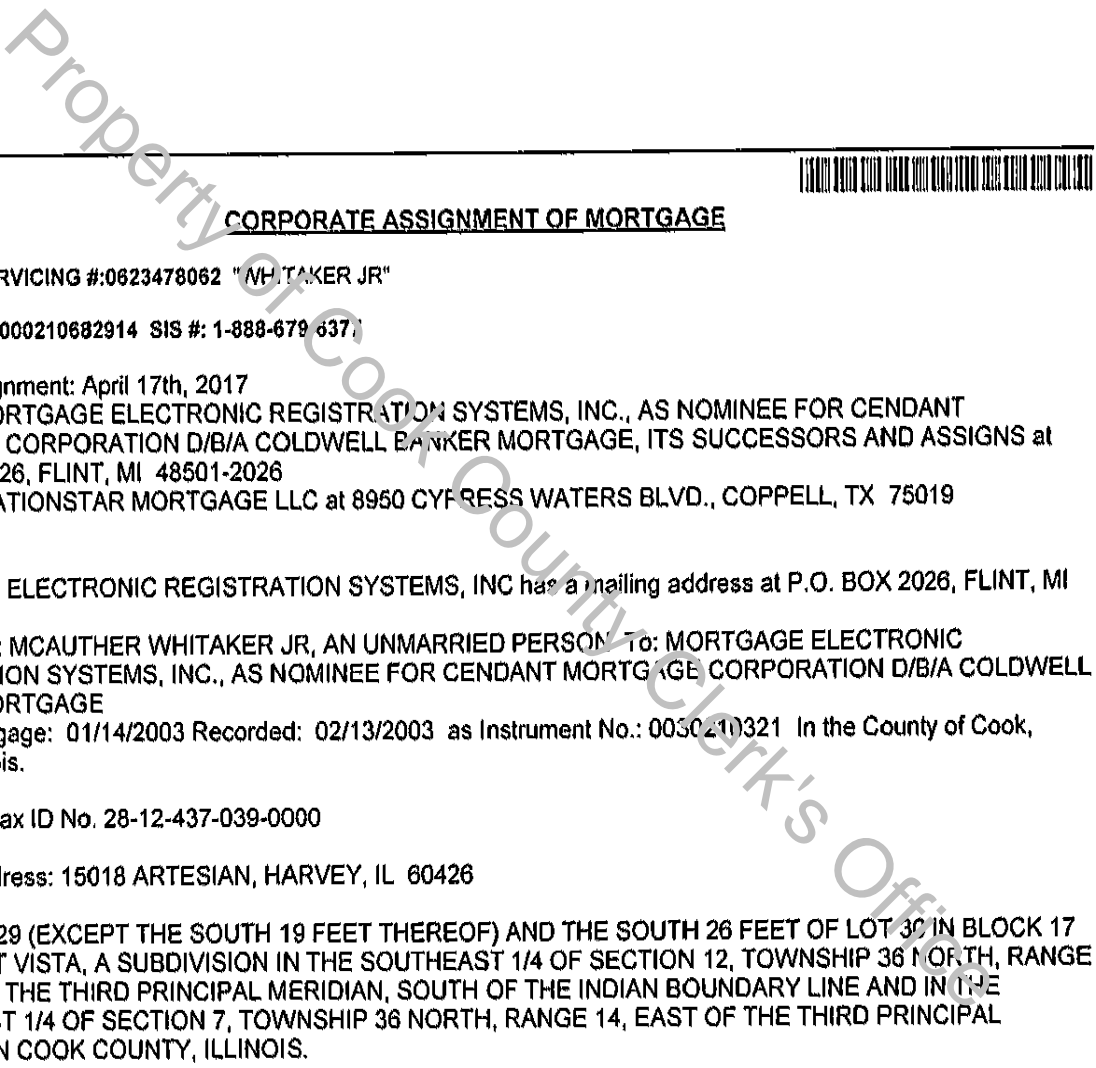 Property of Cook County Clerk's Office
CORPORATE ASSIGNMENT OF MORTGAGE
RVICING #:0623478062 "WHITAKER JR"
000210682914 SIS #: 1-888-679-6377
gnment: April 17th, 2017
ORTGAGE ELECTRONIC REGISTRATION SYSTEMS, INC., AS NOMINEE FOR CENDANT
CORPORATION D/B/A COLDWELL BANKER MORTGAGE, ITS SUCCESSORS AND ASSIGNS at
26, FLINT, MI 48501-2026
ATIONSTAR MORTGAGE LLC at 8950 CYPRESS WATERS BLVD., COPPELL, TX 75019
ELECTRONIC REGISTRATION SYSTEMS, INC has a mailing address at P.O. BOX 2026, FLINT, MI
: MCAUTHER WHITAKER JR, AN UNMARRIED PERSON To: MORTGAGE ELECTRONIC
ION SYSTEMS, INC., AS NOMINEE FOR CENDANT MORTGAGE CORPORATION D/B/A COLDWELL
ORTGAGE
gage: 01/14/2003 Recorded: 02/13/2003 as Instrument No.: 0030210321 In the County of Cook,
is.
ax ID No. 28-12-437-039-0000
dress: 15018 ARTESIAN, HARVEY, IL 60426
29 (EXCEPT THE SOUTH 19 FEET THEREOF) AND THE SOUTH 26 FEET OF LOT 30 IN BLOCK 17
T VISTA, A SUBDIVISION IN THE SOUTHEAST 1/4 OF SECTION 12, TOWNSHIP 36 NORTH, RANGE
THE THIRD PRINCIPAL MERIDIAN, SOUTH OF THE INDIAN BOUNDARY LINE AND IN THE
ST 1/4 OF SECTION 7, TOWNSHIP 36 NORTH, RANGE 14, EAST OF THE THIRD PRINCIPAL
N COOK COUNTY, ILLINOIS.